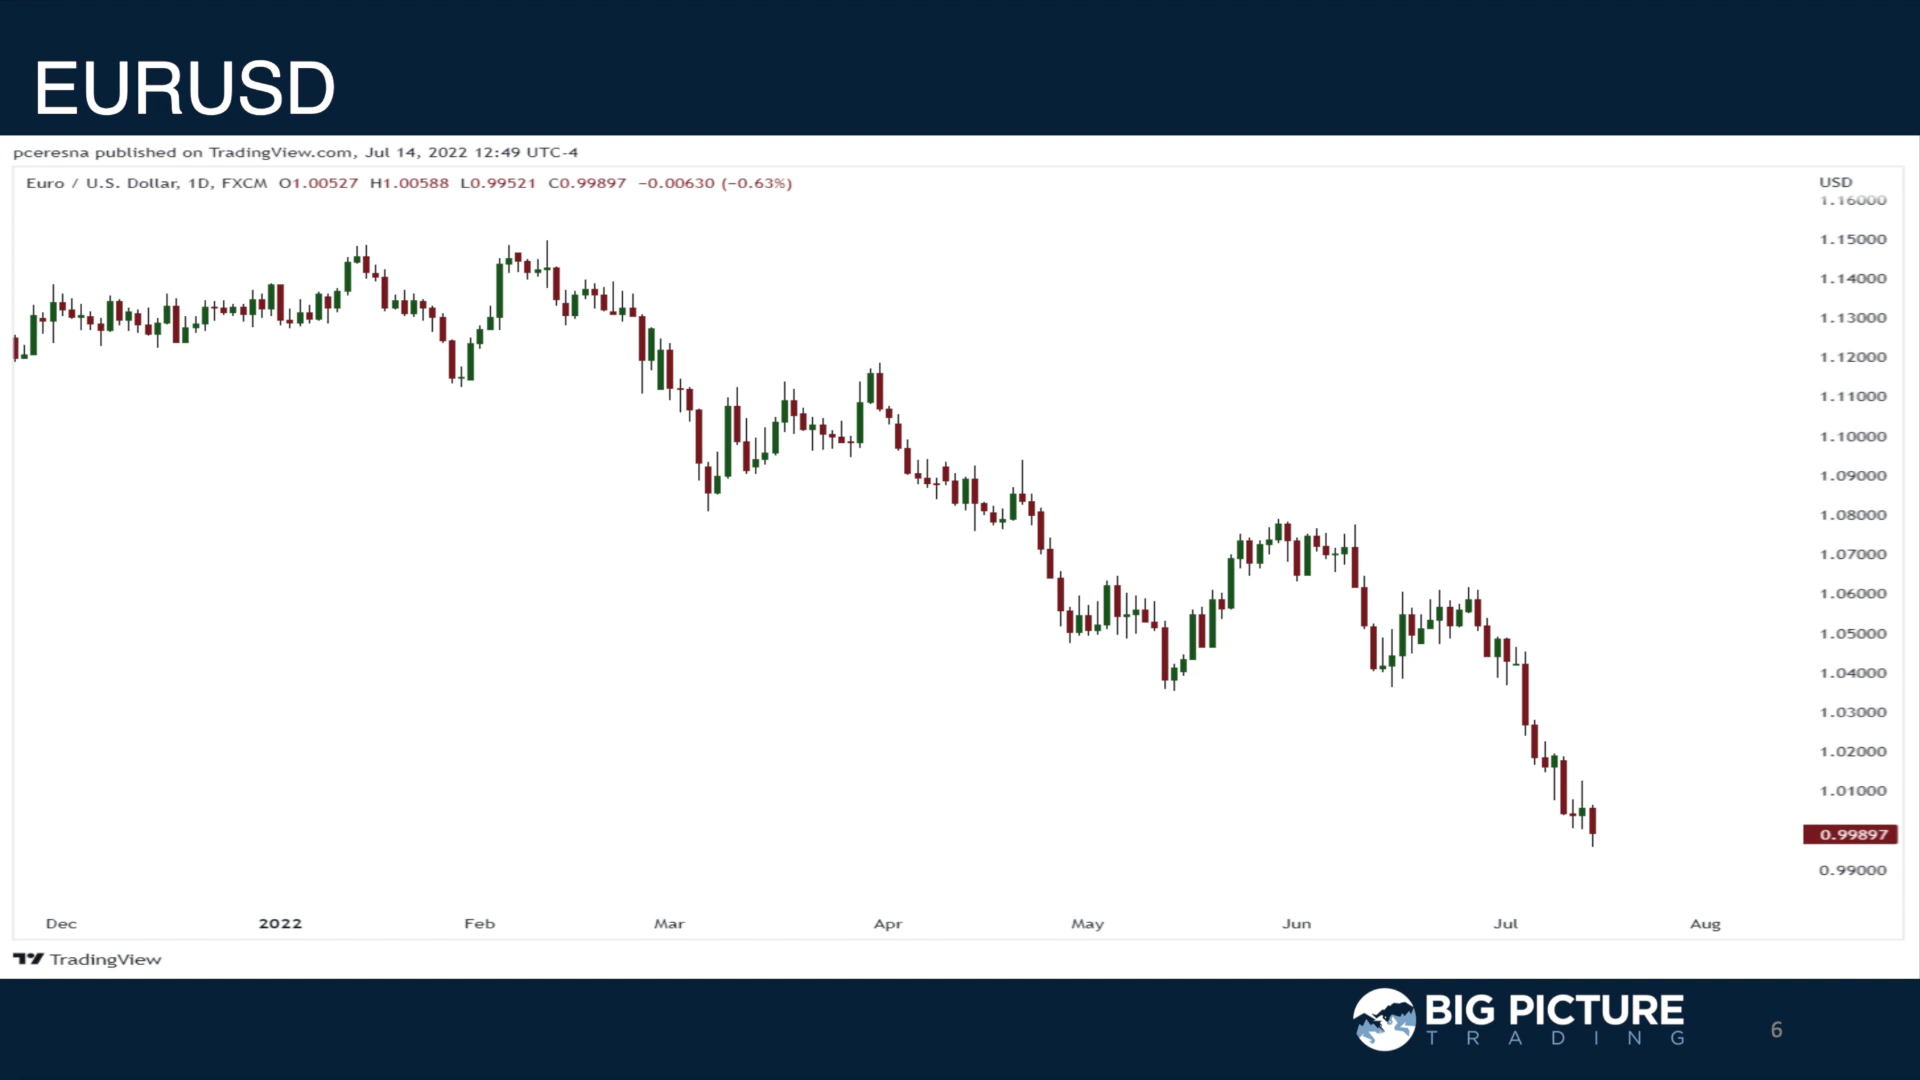 EURUSD
pceresna published on TradingView.com, Jul 14, 2022 12:49 UTC-4
Euro / U.S. Dollar, 1D, FXCM O1.00527 H1.00588 L0.99521 C0.99897 −0.00630 (−0.63%)
USD
1.16000
1.15000
1.14000
1.13000
1.12000
1.11000
1.10000
1.09000
1.08000
1.07000
1.06000
1.05000
1.04000
1.03000
1.02000
1.01000
0.99897
0.99000
Dec 2022 Feb Mar Apr May Jun Jul Aug
TradingView
BIG PICTURE
TRADING
6